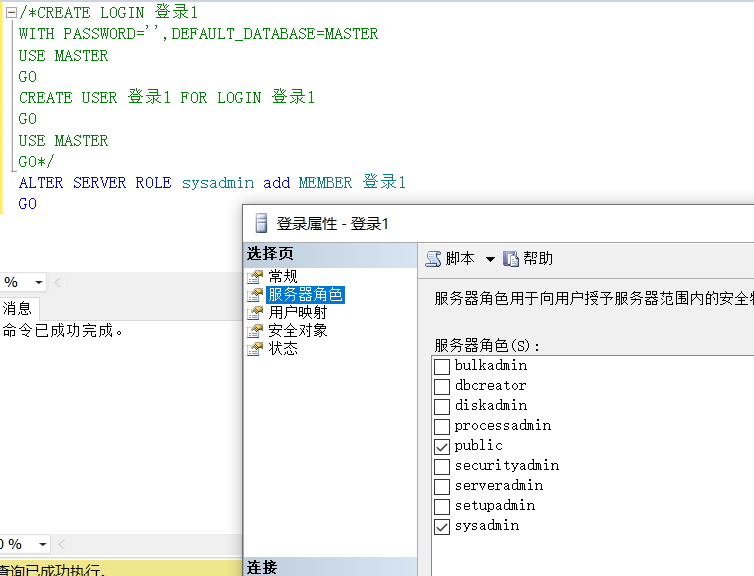 /*CREATE LOGIN 登录1
WITH PASSWORD='',DEFAULT_DATABASE=MASTER
USE MASTER
GO
CREATE USER 登录1 FOR LOGIN 登录1
GO
USE MASTER
GO*/
ALTER SERVER ROLE sysadmin add MEMBER 登录1
GO
%
消息
命令已成功完成。
0 %
查询已成功执行。
登录属性 - 登录1
选择页
常规
服务器角色
用户映射
安全对象
状态
连接
脚本
帮助
服务器角色用于向用户授予服务器范围内的安全
服务器角色(S):
bulkadmin
dbcreator
diskadmin
processadmin
public
securityadmin
serveradmin
setupadmin
sysadmin